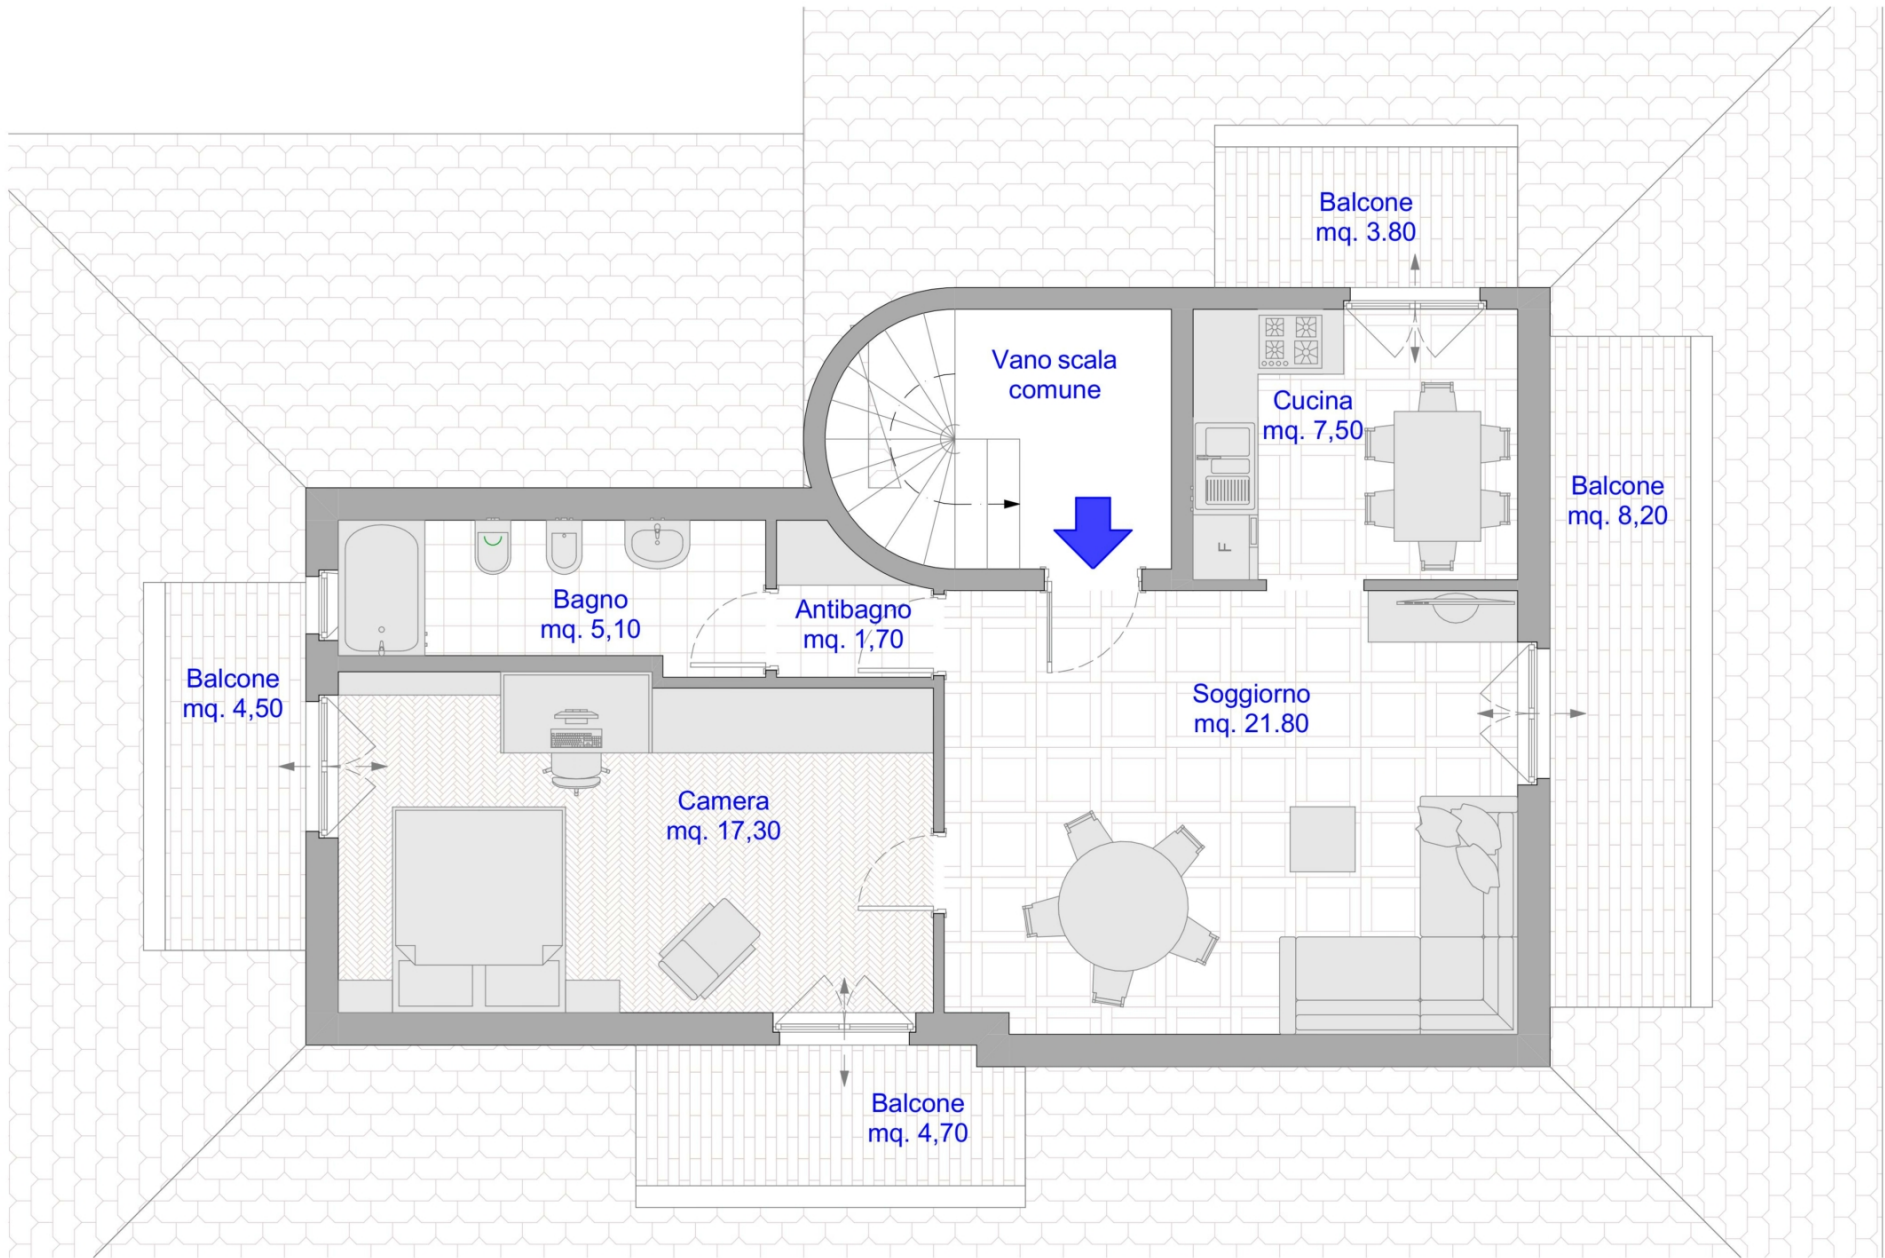 Balcone
mq. 3.80
Vano scala
comune
Cucina
mq. 7,50
Balcone
mq. 8,20
F
Bagno
mq. 5,10
Antibagno
mq. 1,70
Balcone
mq. 4,50
Soggiorno
mq. 21.80
Camera
mq. 17,30
Balcone
mq. 4,70